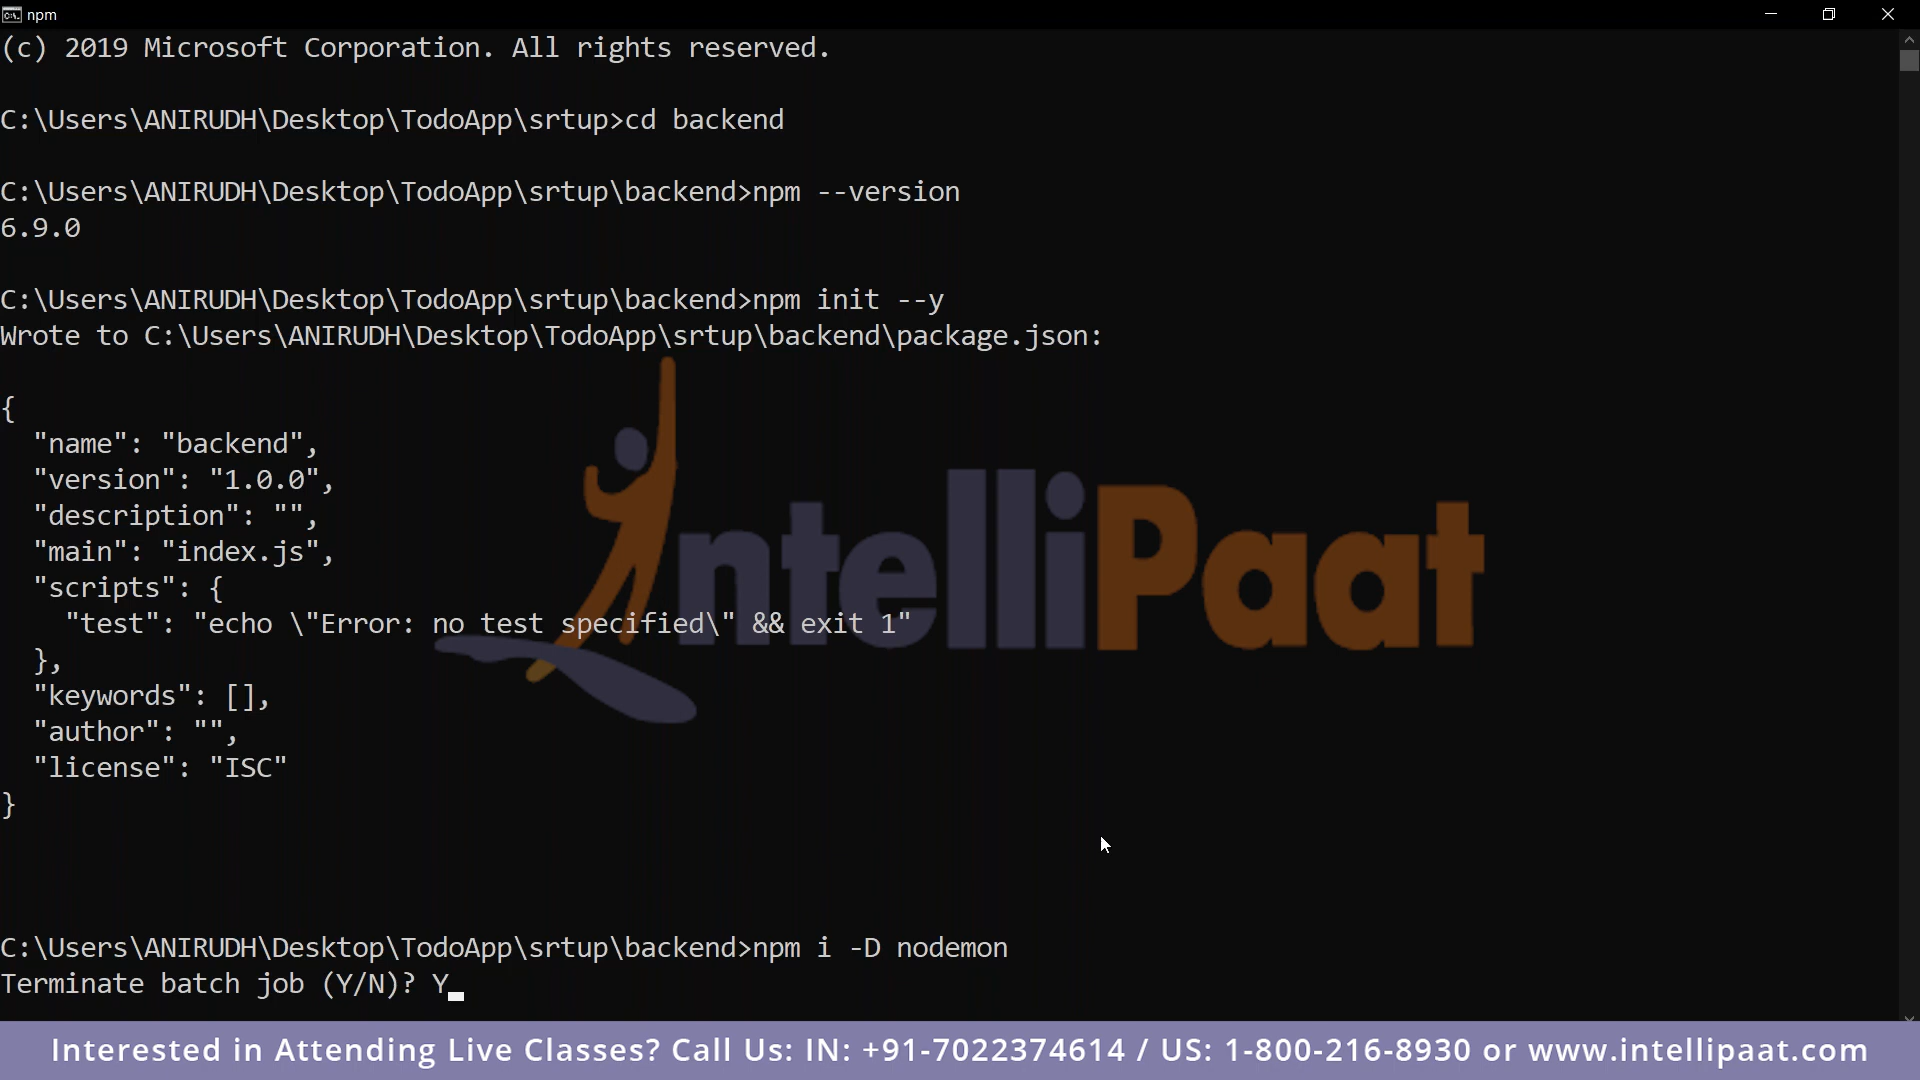 npm
(c) 2019 Microsoft Corporation. All rights reserved.
C:\Users\ANIRUDH\Desktop\TodoApp\srtup>cd backend
C:\Users\ANIRUDH\Desktop\TodoApp\srtup\backend>npm --version
6.9.0
C:\Users\ANIRUDH\Desktop\TodoApp\srtup\backend>npm init --y
Wrote to C:\Users\ANIRUDH\Desktop\TodoApp\srtup\backend\package.json:
{
  "name": "backend",
  "version": "1.0.0",
  "description": "",
  "main": "index.js",
  "scripts": {
    "test": "echo \"Error: no test specified\" && exit 1"
  },
  "keywords": [],
  "author": "",
  "license": "ISC"
}
IntelliPaat
C:\Users\ANIRUDH\Desktop\TodoApp\srtup\backend>npm i -D nodemon
Terminate batch job (Y/N)? Y
Interested in Attending Live Classes? Call Us: IN: +91-7022374614 / US: 1-800-216-8930 or www.intellipaat.com